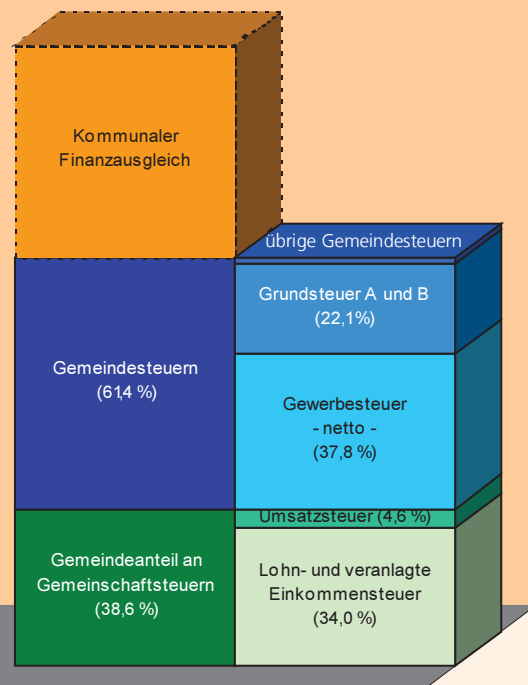 Kommunaler
Finanzausgleich
übrige Gemeindesteuern
Grundsteuer A und B
(22,1%)
Gemeindesteuern
(61,4 %)
Gewerbesteuer
- netto -
(37,8 %)
Umsatzsteuer (4,6 %)
Gemeindeanteil an
Gemeinschaftsteuern
(38,6 %)
Lohn- und veranlagte
Einkommensteuer
(34,0 %)